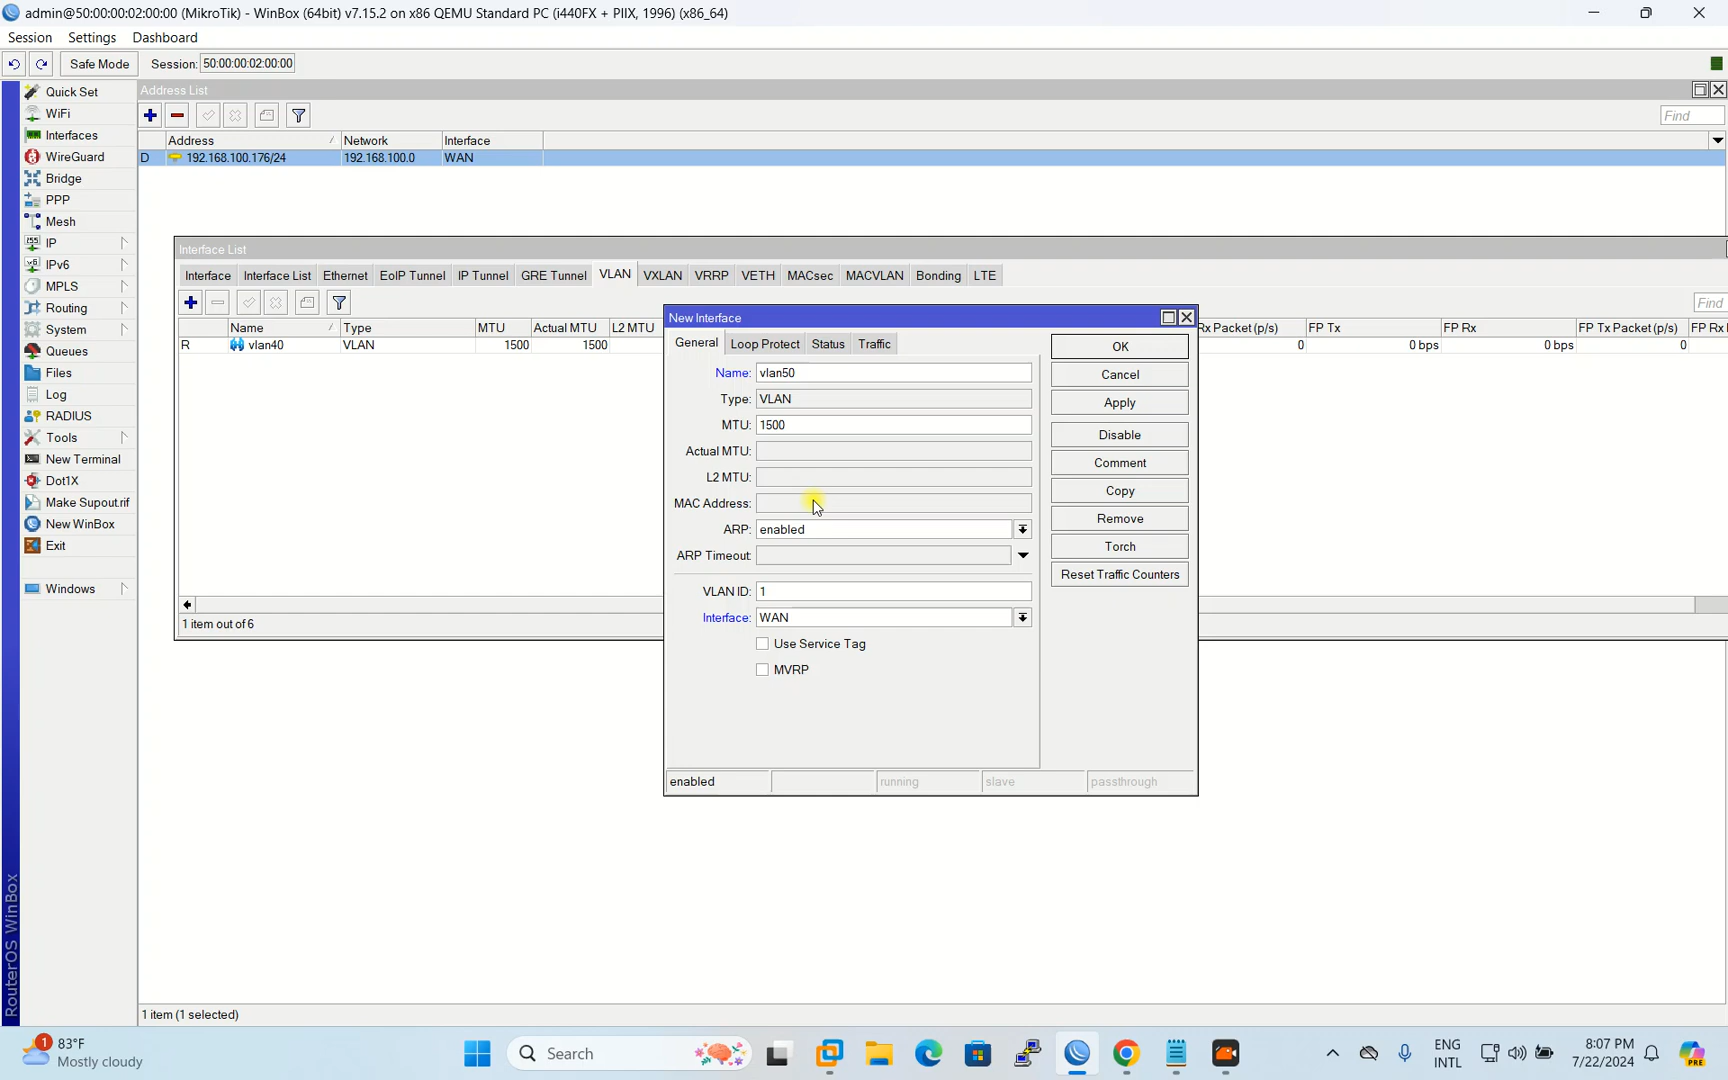 admin@50:00:00:02:00:00 (MikroTik) - WinBox (64bit) v7.15.2 on x86 QEMU Standard PC (i440FX + PIIX, 1996) (x86_64)
Session Settings Dashboard
Safe Mode Session: 50:00:00:02:00:00
Quick Set
WiFi
Interfaces
WireGuard
Bridge
PPP
Mesh
IP
IPv6
MPLS
Routing
System
Queues
Files
Log
RADIUS
Tools
New Terminal
Dot1X
Make Supout.rif
New WinBox
Exit
Windows
RouterOS WinBox
Address List
Find
Address Network Interface
D 192.168.100.176/24 192.168.100.0 WAN
Interface List
Interface Interface List Ethernet EoIP Tunnel IP Tunnel GRE Tunnel VLAN VXLAN VRRP VETH MACsec MACVLAN Bonding LTE
Find
Name Type MTU Actual MTU L2 MTU Rx Packet (p/s) FP Tx FP Rx FP Tx Packet (p/s) FP Rx
R vlan40 VLAN 1500 1500 0 0 bps 0 bps 0
1 item out of 6
New Interface
General Loop Protect Status Traffic
Name: vlan50
Type: VLAN
MTU: 1500
Actual MTU:
L2 MTU:
MAC Address:
ARP: enabled
ARP Timeout:
VLAN ID: 1
Interface: WAN
Use Service Tag
MVRP
OK
Cancel
Apply
Disable
Comment
Copy
Remove
Torch
Reset Traffic Counters
enabled running slave passthrough
1 item (1 selected)
1 83°F
Mostly cloudy
Search
ENG
INTL
8:07 PM
7/22/2024
PRE